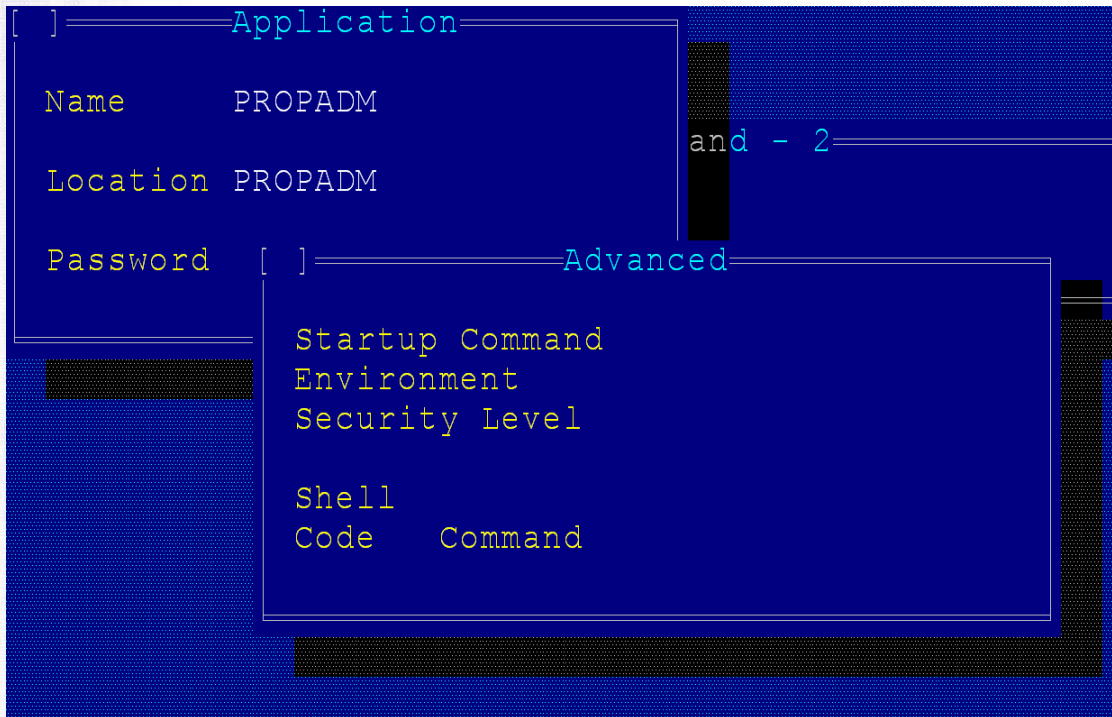 [ ] Application
Name PROPADM
and - 2
Location PROPADM
Password
[ ] Advanced
Startup Command
Environment
Security Level
Shell
Code Command